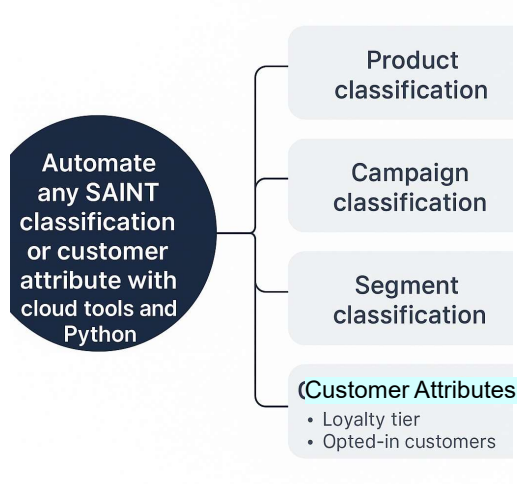 Automate
any SAINT
classification
or customer
attribute with
cloud tools and
Python
Product
classification
Campaign
classification
Segment
classification
Customer Attributes
• Loyalty tier
• Opted-in customers